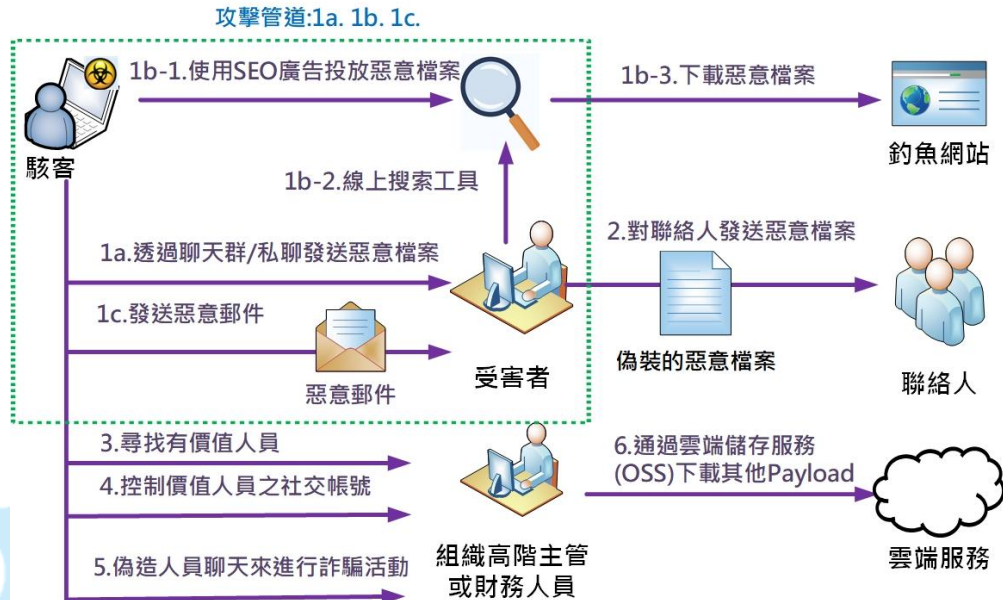 攻擊管道:1a. 1b. 1c.
1b-1.使用SEO廣告投放惡意檔案
1b-3.下載惡意檔案
駭客
釣魚網站
1b-2.線上搜索工具
1a.透過聊天群/私聊發送惡意檔案
2.對聯絡人發送惡意檔案
1c.發送惡意郵件
惡意郵件
受害者
偽裝的惡意檔案
聯絡人
3.尋找有價值人員
4.控制價值人員之社交帳號
5.偽造人員聊天來進行詐騙活動
組織高階主管
或財務人員
6.通過雲端儲存服務
(OSS)下載其他Payload
雲端服務